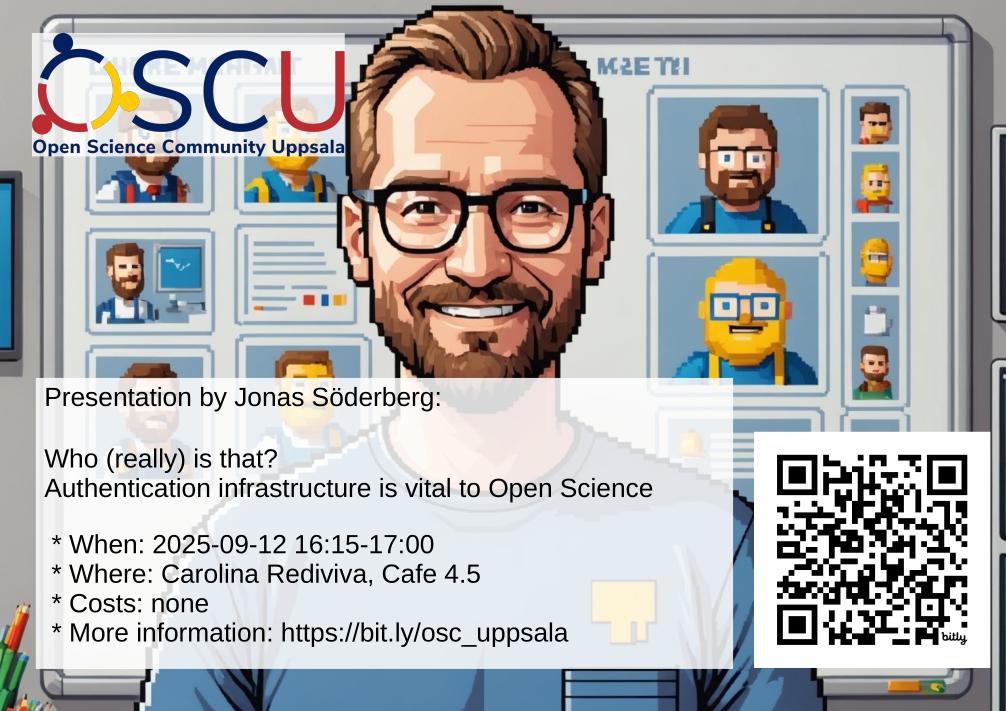 OSCU
Open Science Community Uppsala
Presentation by Jonas Söderberg:
Who (really) is that?
Authentication infrastructure is vital to Open Science
* When: 2025-09-12 16:15-17:00
* Where: Carolina Rediviva, Cafe 4.5
* Costs: none
* More information: https://bit.ly/osc_uppsala
bitly